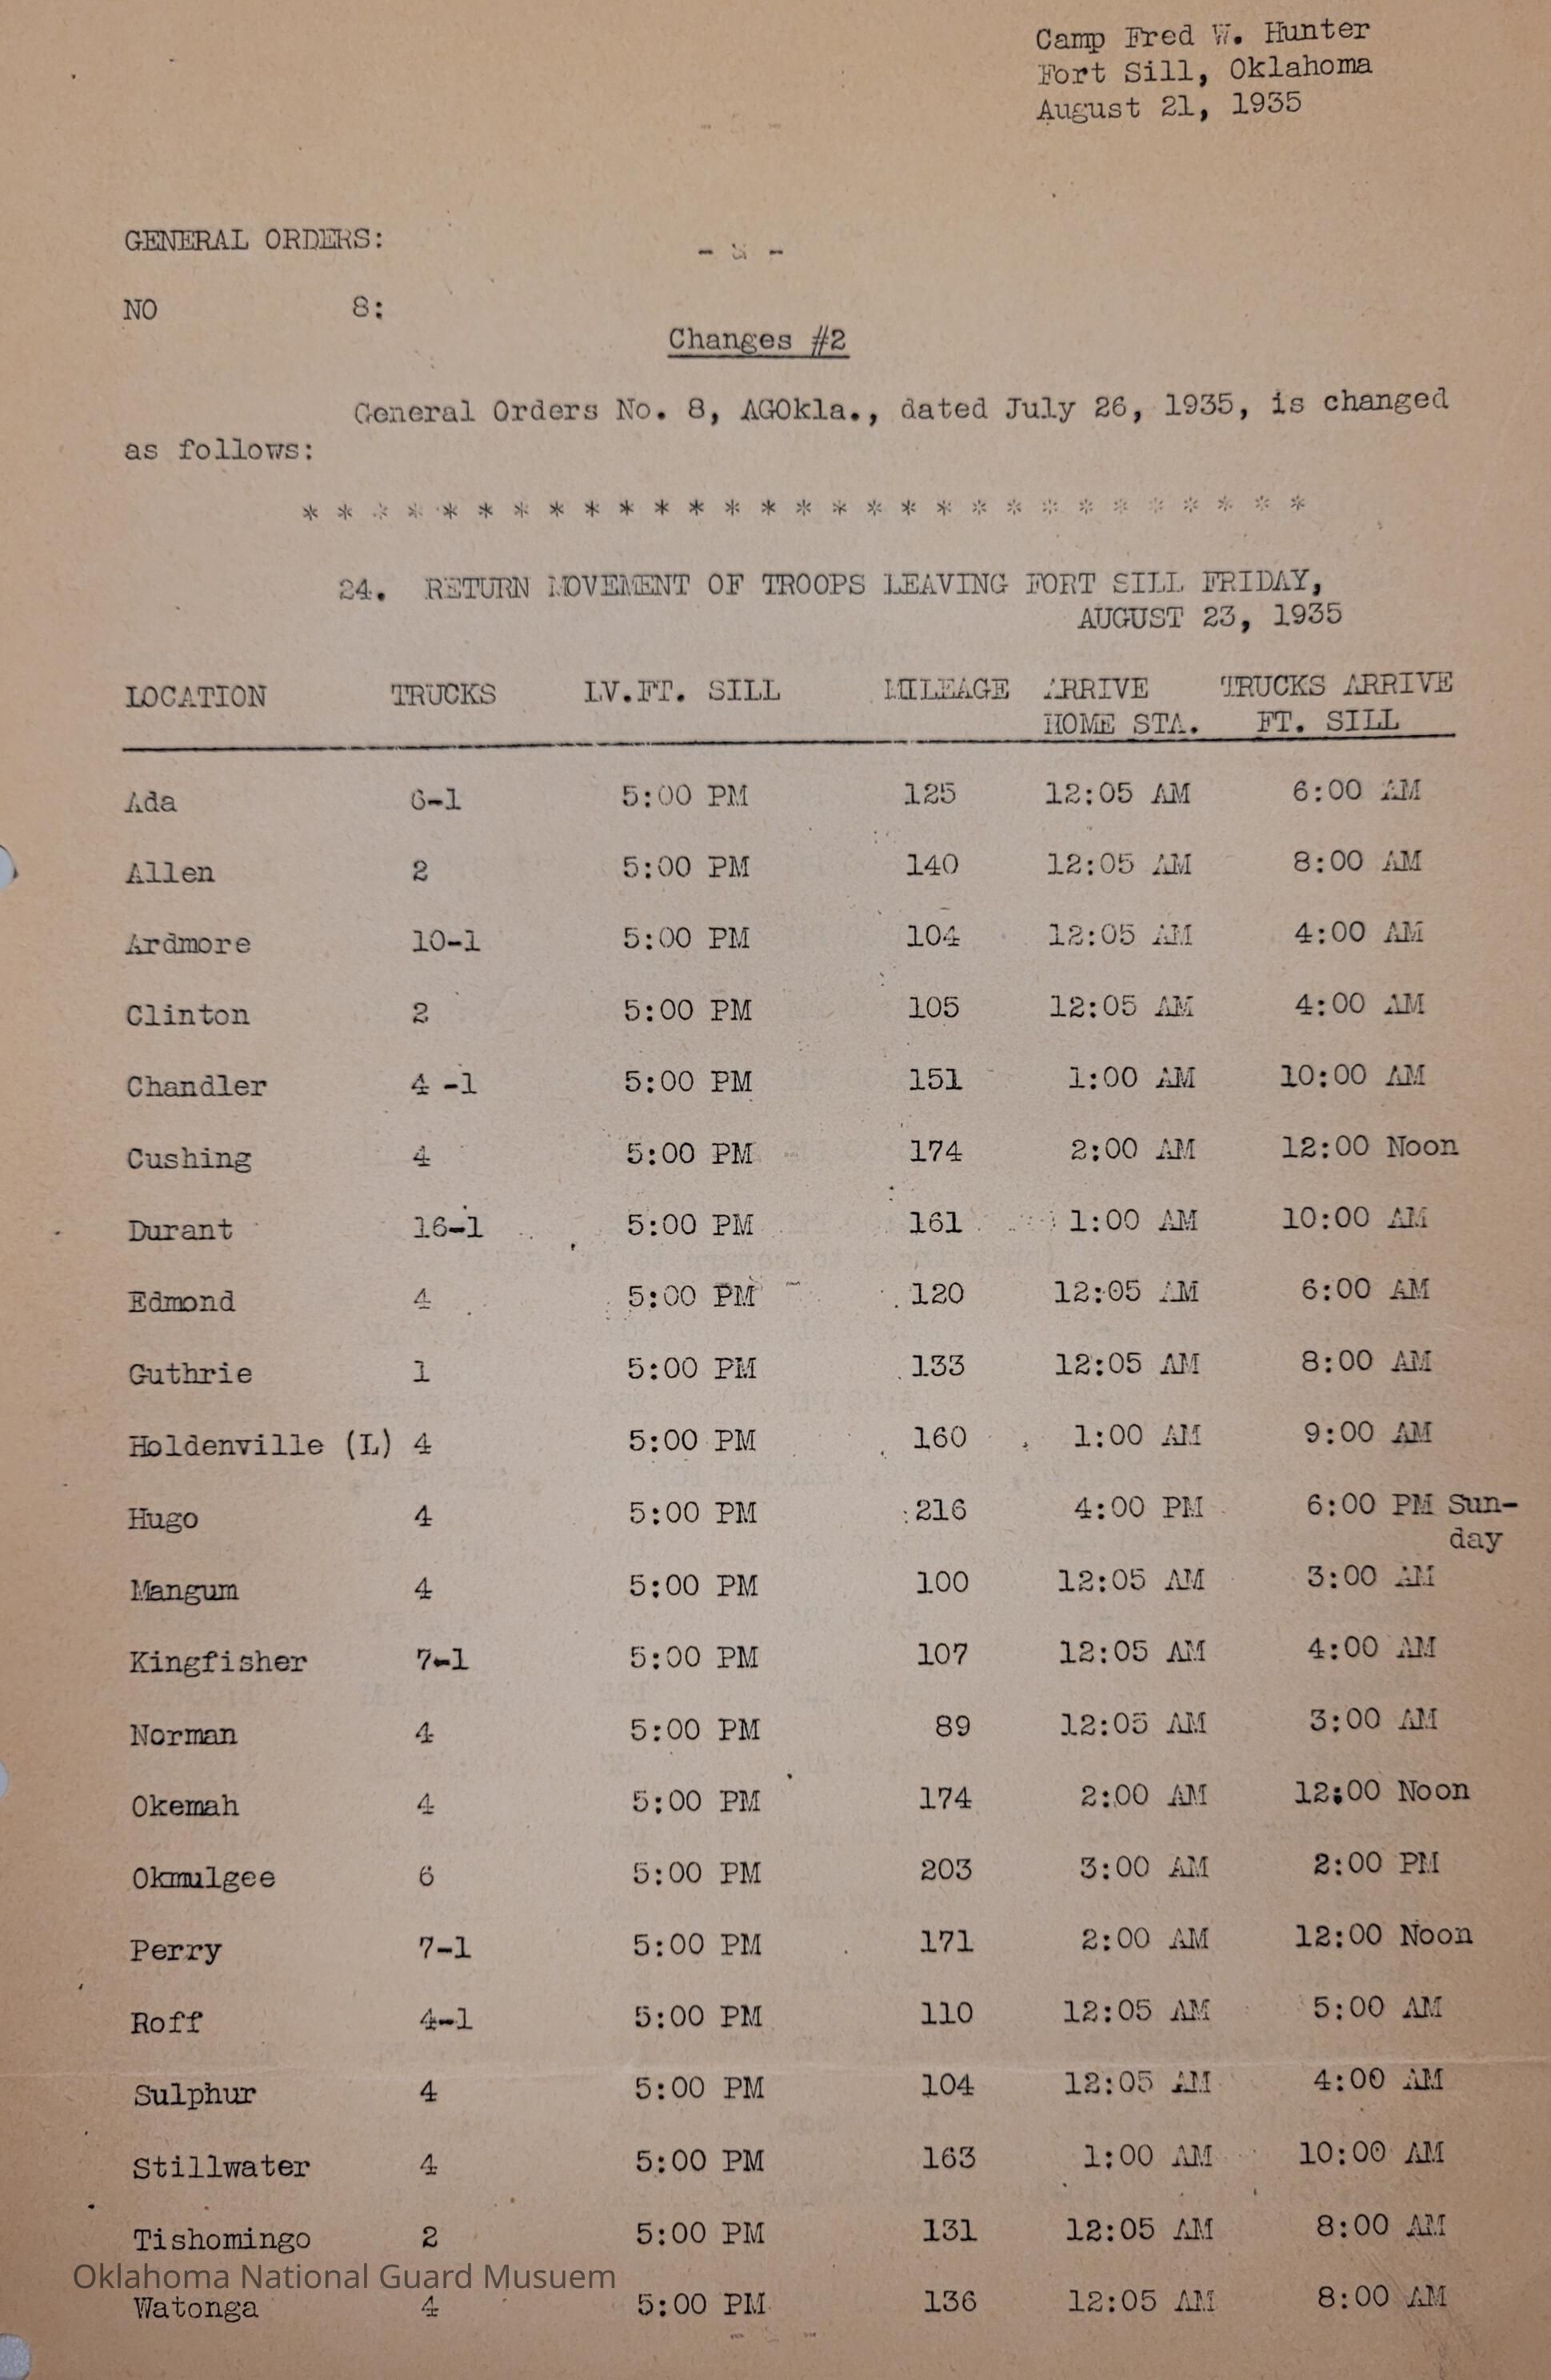 Camp Fred W. Hunter
Fort Sill, Oklahoma
August 21, 1935
GENERAL ORDERS:
NO 8:
Changes #2
General Orders No. 8, AGOkla., dated July 26, 1935, is changed
as follows:
* * * * * * * * * * * * * * * * * * * * * * * * * * * * *
24. RETURN MOVEMENT OF TROOPS LEAVING FORT SILL FRIDAY,
AUGUST 23, 1935
LOCATION TRUCKS LV.FT. SILL MILEAGE ARRIVE TRUCKS ARRIVE
HOME STA. FT. SILL
Ada 6-1 5:00 PM 125 12:05 AM 6:00 AM
Allen 2 5:00 PM 140 12:05 AM 8:00 AM
Ardmore 10-1 5:00 PM 104 12:05 AM 4:00 AM
Clinton 2 5:00 PM 105 12:05 AM 4:00 AM
Chandler 4 -1 5:00 PM 151 1:00 AM 10:00 AM
Cushing 4 5:00 PM 174 2:00 AM 12:00 Noon
Durant 16-1 5:00 PM 161 1:00 AM 10:00 AM
Edmond 4 5:00 PM 120 12:05 AM 6:00 AM
Guthrie 1 5:00 PM 133 12:05 AM 8:00 AM
Holdenville (L) 4 5:00 PM 160 1:00 AM 9:00 AM
Hugo 4 5:00 PM 216 4:00 PM 6:00 PM Sun-
day
Mangum 4 5:00 PM 100 12:05 AM 3:00 AM
Kingfisher 7-1 5:00 PM 107 12:05 AM 4:00 AM
Norman 4 5:00 PM 89 12:05 AM 3:00 AM
Okemah 4 5:00 PM 174 2:00 AM 12:00 Noon
Okmulgee 6 5:00 PM 203 3:00 AM 2:00 PM
Perry 7-1 5:00 PM 171 2:00 AM 12:00 Noon
Roff 4-1 5:00 PM 110 12:05 AM 5:00 AM
Sulphur 4 5:00 PM 104 12:05 AM 4:00 AM
Stillwater 4 5:00 PM 163 1:00 AM 10:00 AM
Tishomingo 2 5:00 PM 131 12:05 AM 8:00 AM
Oklahoma National Guard Musuem
Watonga 4 5:00 PM 136 12:05 AM 8:00 AM